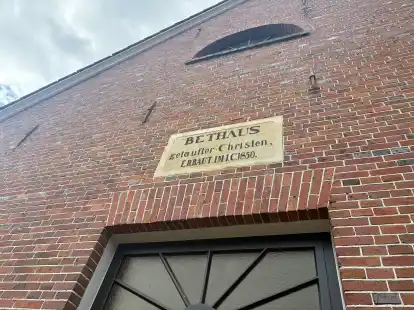 BETHAUS
getaufter Christen,
ERBAUT IM I C 1850.